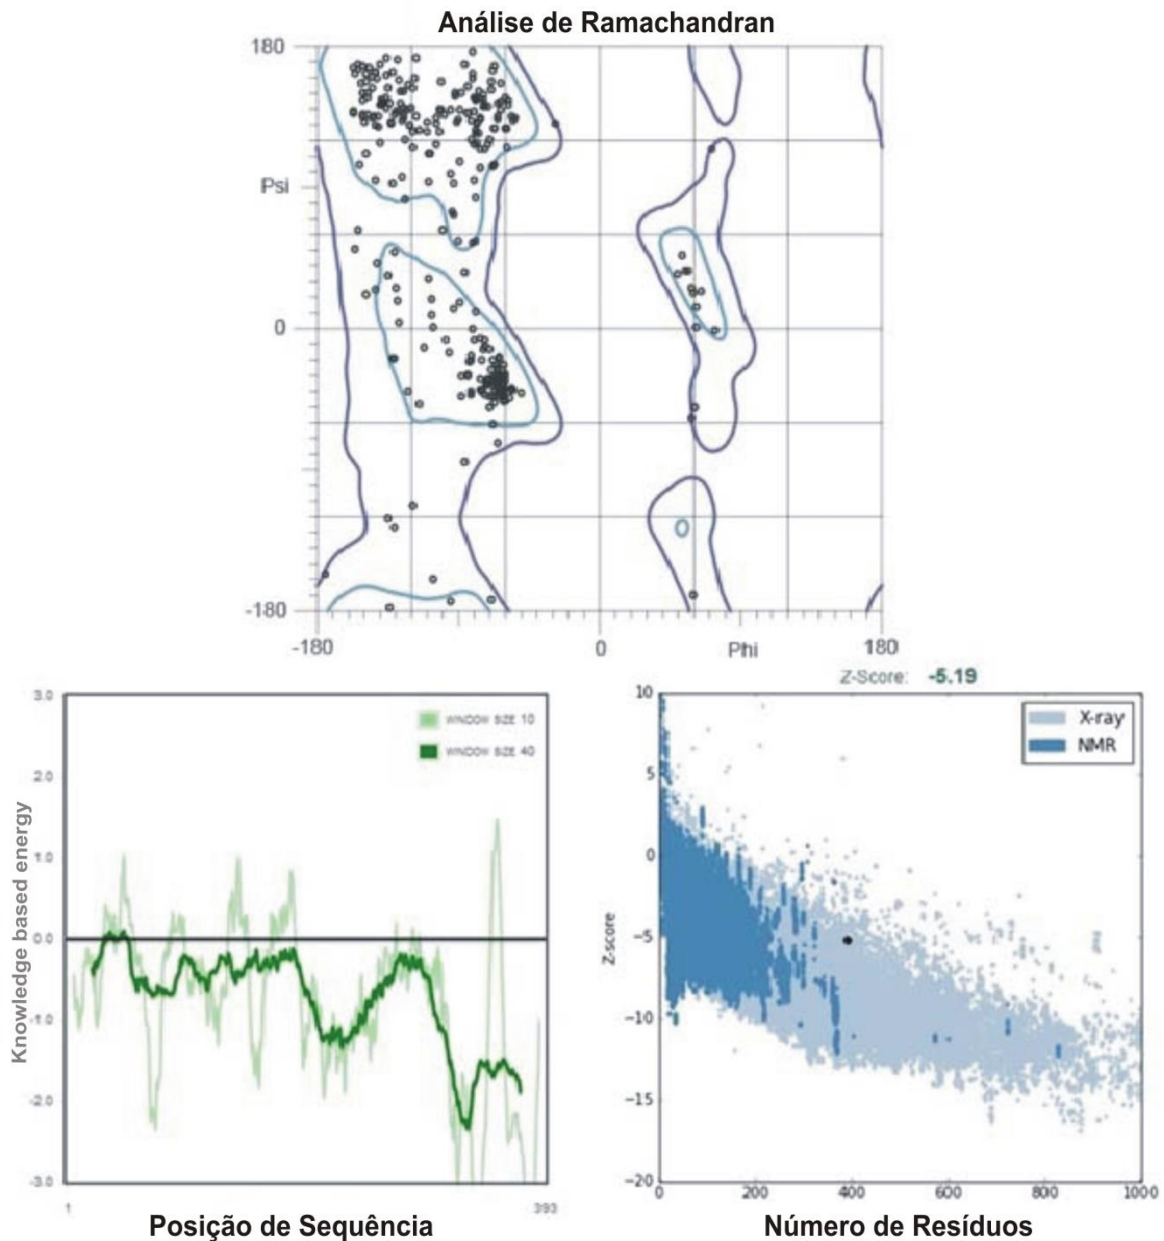 Análise de Ramachandran
180
Psi
0
-180
-180
0
Phi
180
Z-Score: -5.19
3.0
2.0
1.0
0.0
-1.0
-2.0
-3.0
Knowledge based energy
WINDOW SIZE 10
WINDOW SIZE 40
1
393
Posição de Sequência
10
5
0
−5
−10
−15
−20
Z-score
X-ray
NMR
0
200
400
600
800
1000
Número de Resíduos